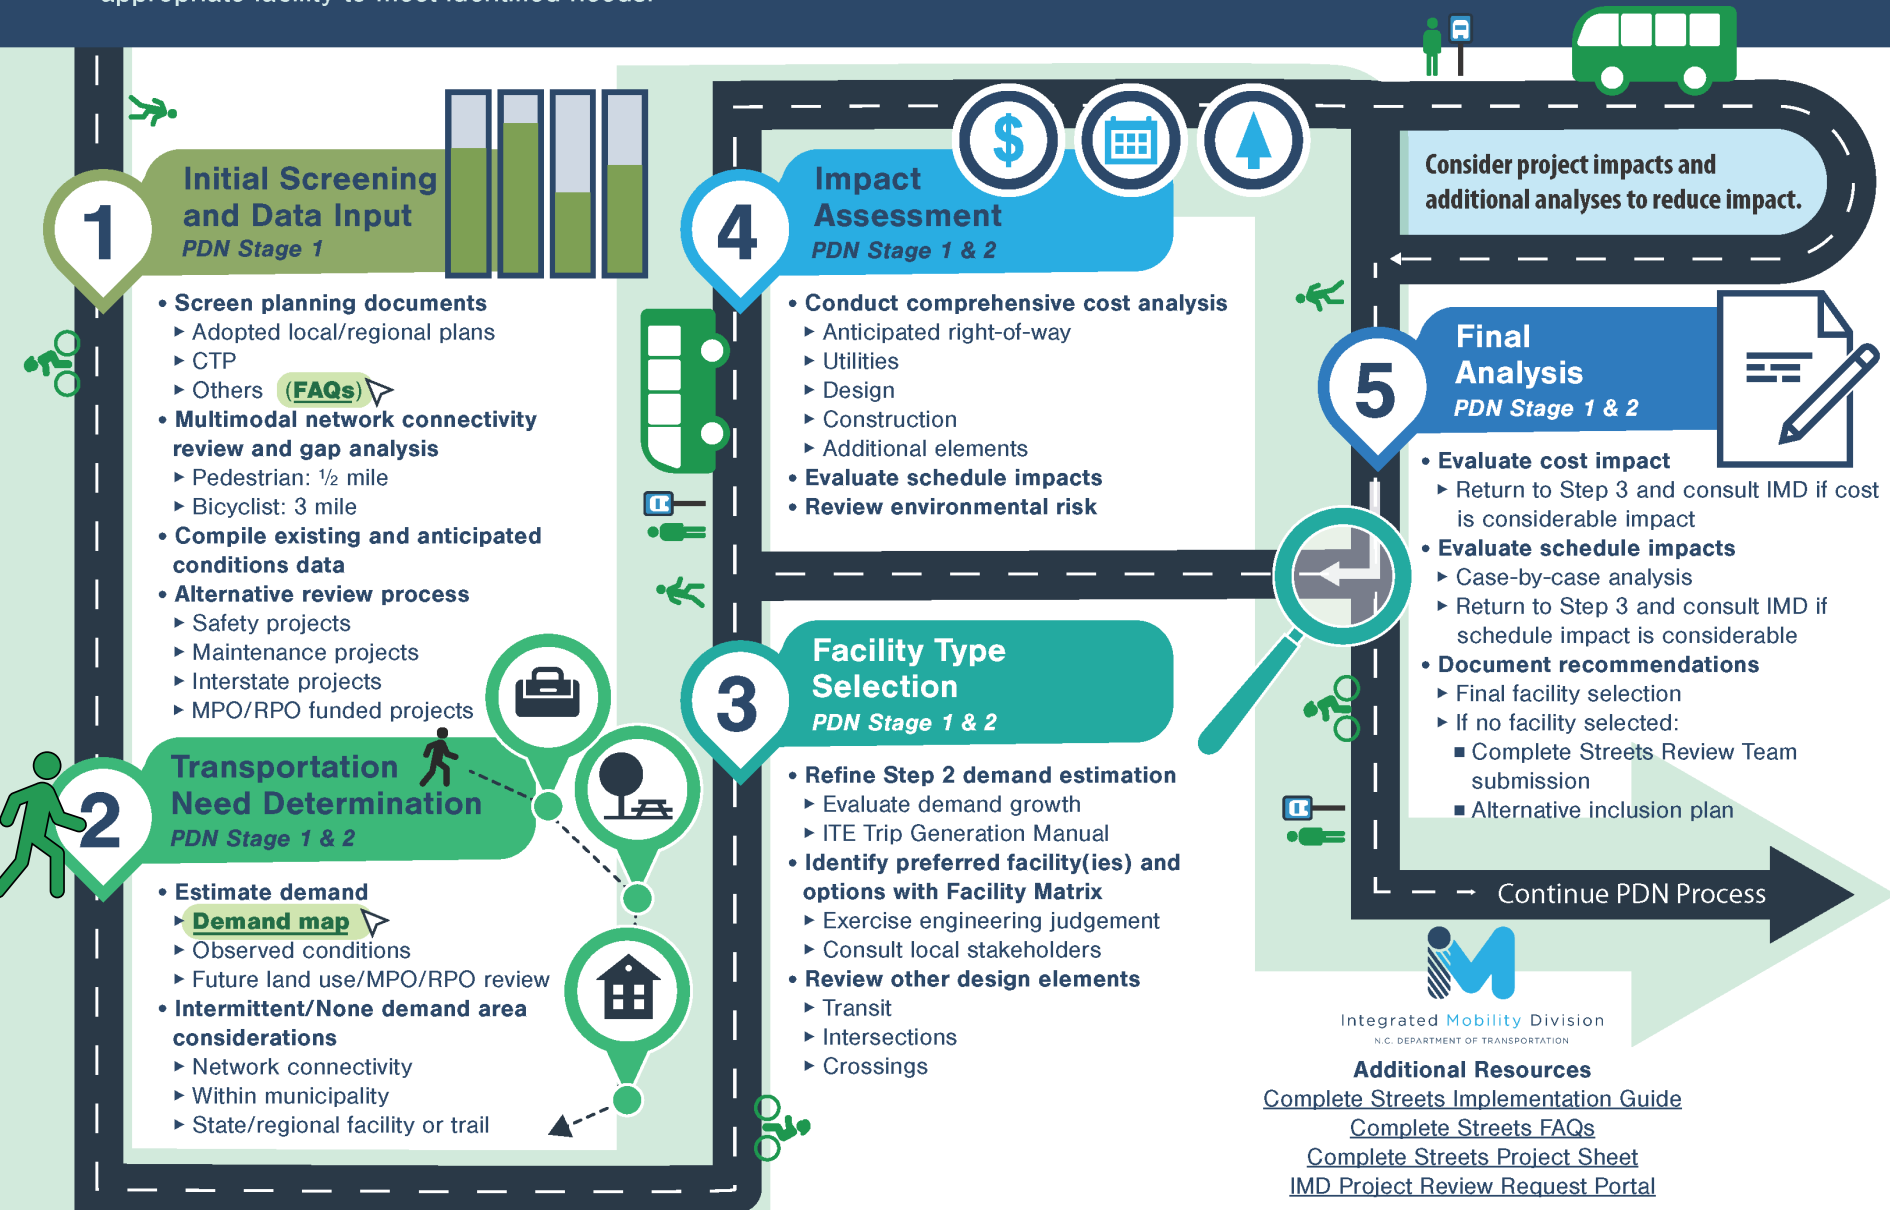 appropriate facility to meet identified needs.
1
Initial Screening
and Data Input
PDN Stage 1
• Screen planning documents
▸ Adopted local/regional plans
▸ CTP
▸ Others (FAQs)
• Multimodal network connectivity
review and gap analysis
▸ Pedestrian: ½ mile
▸ Bicyclist: 3 mile
• Compile existing and anticipated
conditions data
• Alternative review process
▸ Safety projects
▸ Maintenance projects
▸ Interstate projects
▸ MPO/RPO funded projects
2
Transportation
Need Determination
PDN Stage 1 & 2
• Estimate demand
▸ Demand map
▸ Observed conditions
▸ Future land use/MPO/RPO review
• Intermittent/None demand area
considerations
▸ Network connectivity
▸ Within municipality
▸ State/regional facility or trail
3
Facility Type
Selection
PDN Stage 1 & 2
• Refine Step 2 demand estimation
▸ Evaluate demand growth
▸ ITE Trip Generation Manual
• Identify preferred facility(ies) and
options with Facility Matrix
▸ Exercise engineering judgement
▸ Consult local stakeholders
• Review other design elements
▸ Transit
▸ Intersections
▸ Crossings
4
Impact
Assessment
PDN Stage 1 & 2
$
• Conduct comprehensive cost analysis
▸ Anticipated right-of-way
▸ Utilities
▸ Design
▸ Construction
▸ Additional elements
• Evaluate schedule impacts
• Review environmental risk
Consider project impacts and
additional analyses to reduce impact.
5
Final
Analysis
PDN Stage 1 & 2
• Evaluate cost impact
▸ Return to Step 3 and consult IMD if cost
is considerable impact
• Evaluate schedule impacts
▸ Case-by-case analysis
▸ Return to Step 3 and consult IMD if
schedule impact is considerable
• Document recommendations
▸ Final facility selection
▸ If no facility selected:
■ Complete Streets Review Team
submission
■ Alternative inclusion plan
Continue PDN Process
iM
Integrated Mobility Division
N.C. DEPARTMENT OF TRANSPORTATION
Additional Resources
Complete Streets Implementation Guide
Complete Streets FAQs
Complete Streets Project Sheet
IMD Project Review Request Portal